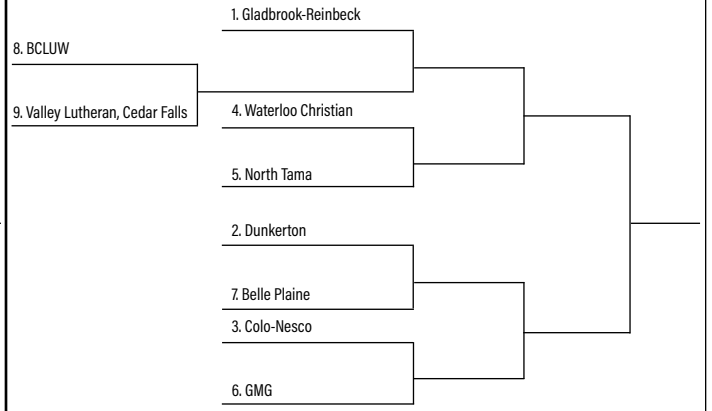 1. Gladbrook-Reinbeck
8. BCLUW
9. Valley Lutheran, Cedar Falls
4. Waterloo Christian
5. North Tama
2. Dunkerton
7. Belle Plaine
3. Colo-Nesco
6. GMG